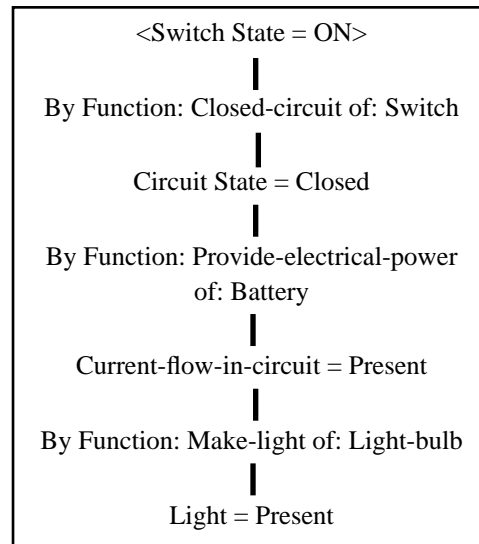 <Switch State = ON>
By Function: Closed-circuit of: Switch
Circuit State = Closed
By Function: Provide-electrical-power
of: Battery
Current-flow-in-circuit = Present
By Function: Make-light of: Light-bulb
Light = Present